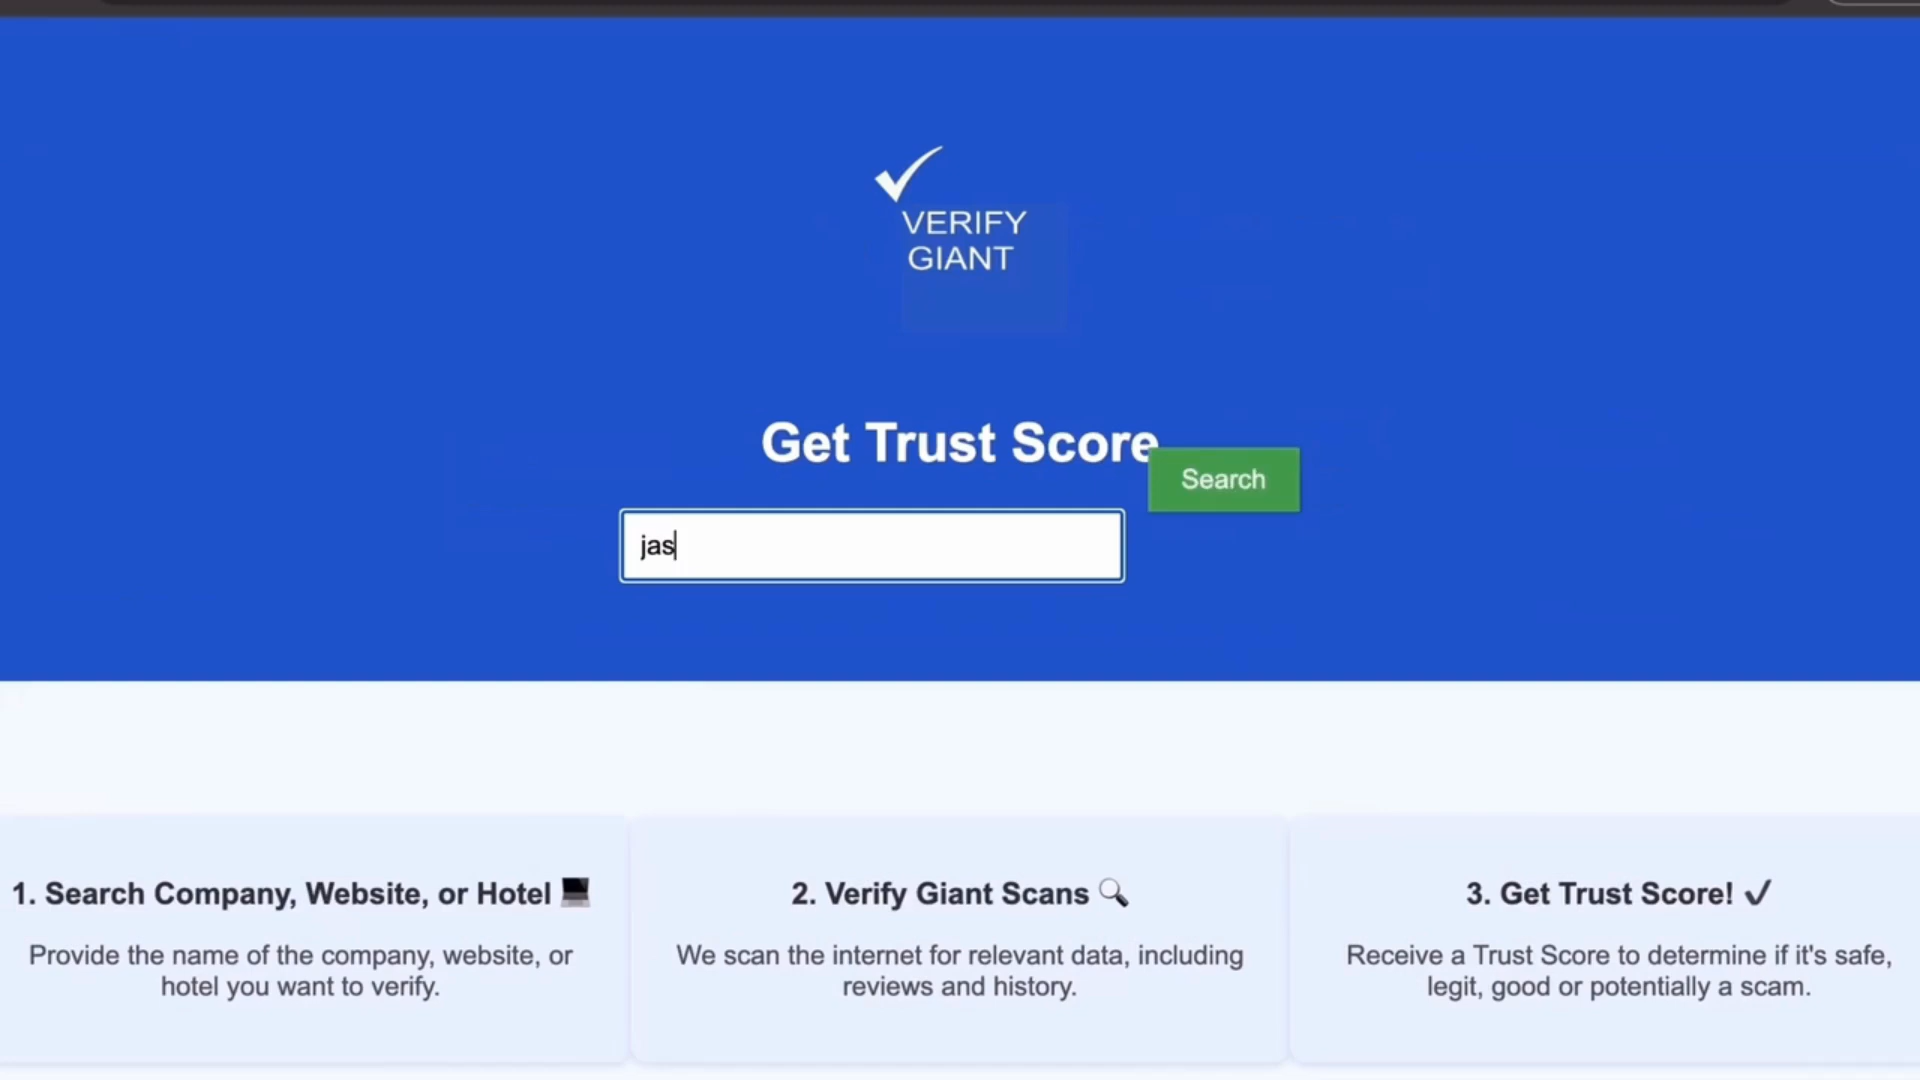 VERIFY
GIANT
Get Trust Score
Search
jas
1. Search Company, Website, or Hotel
Provide the name of the company, website, or
hotel you want to verify.
2. Verify Giant Scans
We scan the internet for relevant data, including
reviews and history.
3. Get Trust Score!
Receive a Trust Score to determine if it's safe,
legit, good or potentially a scam.